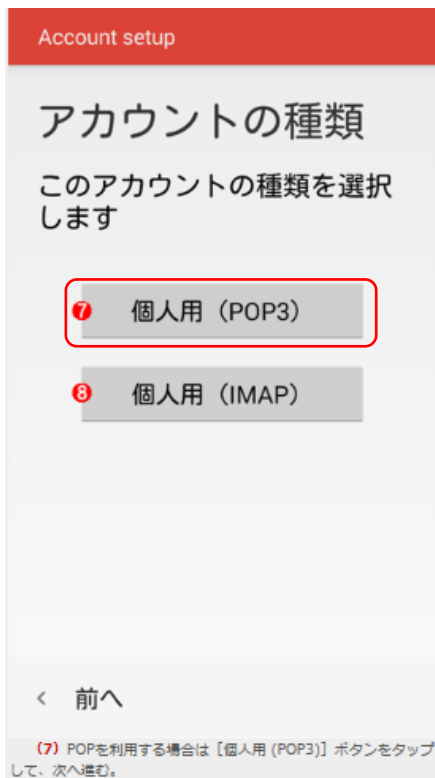 Account setup
アカウントの種類
このアカウントの種類を選択
します
❼ 個人用（POP3）
❽ 個人用（IMAP）
< 前へ
(7) POPを利用する場合は［個人用 (POP3)］ボタンをタップ
して、次へ進む。